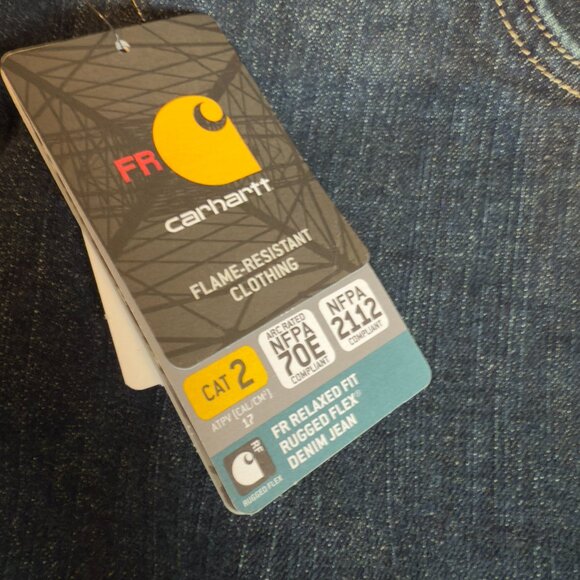 FR
carhartt
FLAME-RESISTANT
CLOTHING
CAT 2
ATPV [CAL/CM²]
17
ARC RATED
NFPA
70E
COMPLIANT
NFPA
2112
COMPLIANT
FR RELAXED FIT
RUGGED FLEX®
DENIM JEAN
RUGGED FLEX